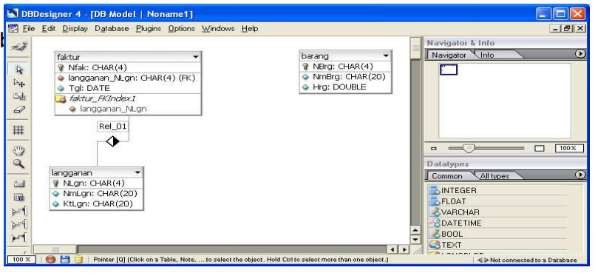 DBDesigner 4 - [DB Model | Noname1]
File Edit Display Database Plugins Options Windows Help
faktur
Nfak: CHAR(4)
langganan_NLgn: CHAR(4) (FK)
Tgl: DATE
faktur_FKIndex1
langganan_NLgn
Rel_01
langganan
NLgn: CHAR(4)
NmLgn: CHAR(20)
KtLgn: CHAR(20)
barang
NBrg: CHAR(4)
NmBrg: CHAR(20)
Hrg: DOUBLE
Navigator & Info
Navigator Info
100%
Datatypes
Common All types
INTEGER
FLOAT
VARCHAR
DATETIME
BOOL
TEXT
100 % Pointer [Q] (Click on a Table, Note, ... to select the object. Hold Ctrl to select more than one object.) Not connected to a Database